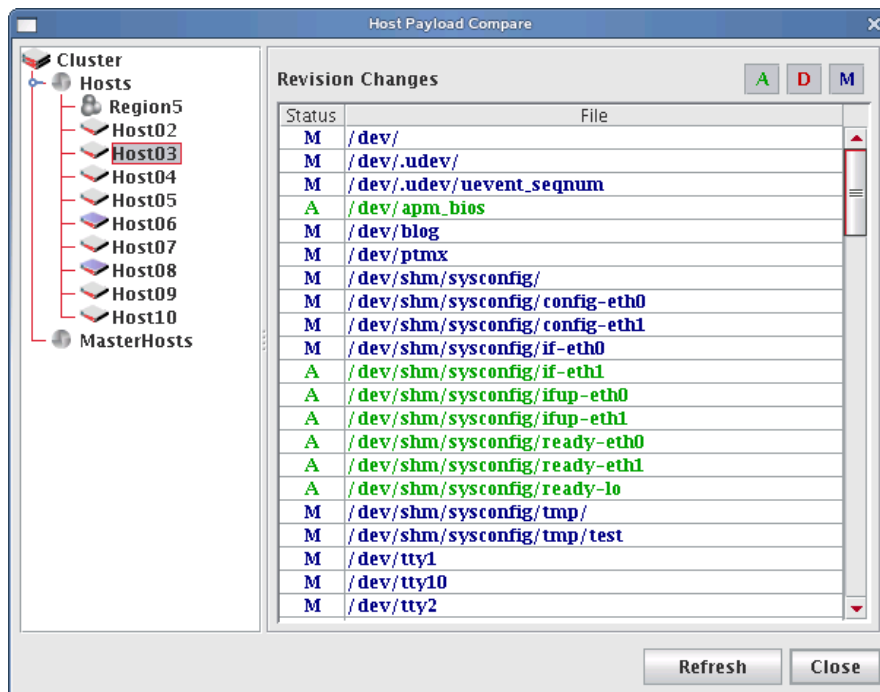 Host Payload Compare
Cluster
Hosts
Region5
Host02
Host03
Host04
Host05
Host06
Host07
Host08
Host09
Host10
MasterHosts
Revision Changes
A D M
Status File
M /dev/
M /dev/.udev/
M /dev/.udev/uevent_seqnum
A /dev/apm_bios
M /dev/blog
M /dev/ptmx
M /dev/shm/sysconfig/
M /dev/shm/sysconfig/config-eth0
M /dev/shm/sysconfig/config-eth1
M /dev/shm/sysconfig/if-eth0
A /dev/shm/sysconfig/if-eth1
A /dev/shm/sysconfig/ifup-eth0
A /dev/shm/sysconfig/ifup-eth1
A /dev/shm/sysconfig/ready-eth0
A /dev/shm/sysconfig/ready-eth1
A /dev/shm/sysconfig/ready-lo
M /dev/shm/sysconfig/tmp/
M /dev/shm/sysconfig/tmp/test
M /dev/tty1
M /dev/tty10
M /dev/tty2
Refresh Close